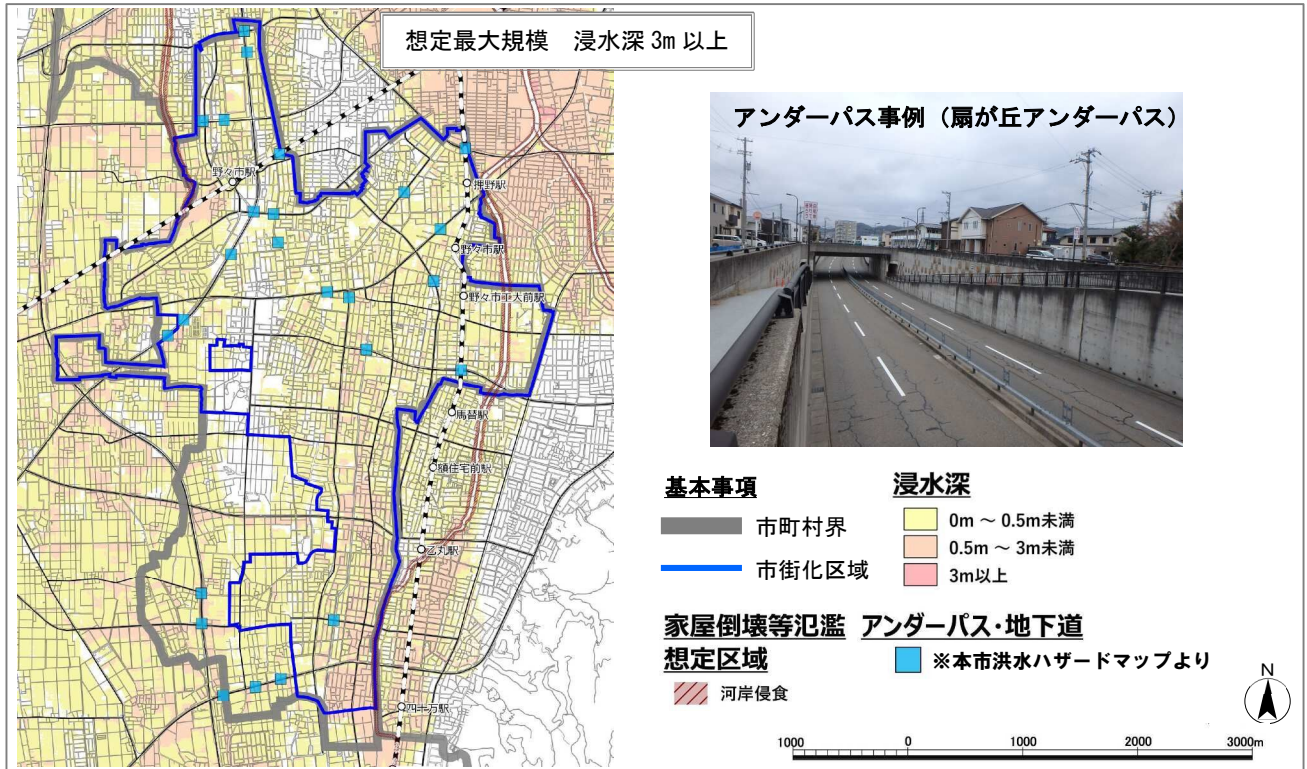 想定最大規模　浸水深 3m 以上
アンダーパス事例（扇が丘アンダーパス）
野々市駅
押野駅
野々市駅
野々市工大前駅
馬替駅
額住宅前駅
乙丸駅
四十万駅
基本事項
市町村界
市街化区域
浸水深
0m ～ 0.5m未満
0.5m ～ 3m未満
3m以上
家屋倒壊等氾濫
想定区域
河岸侵食
アンダーパス・地下道
※本市洪水ハザードマップより
N
1000 0 1000 2000 3000m